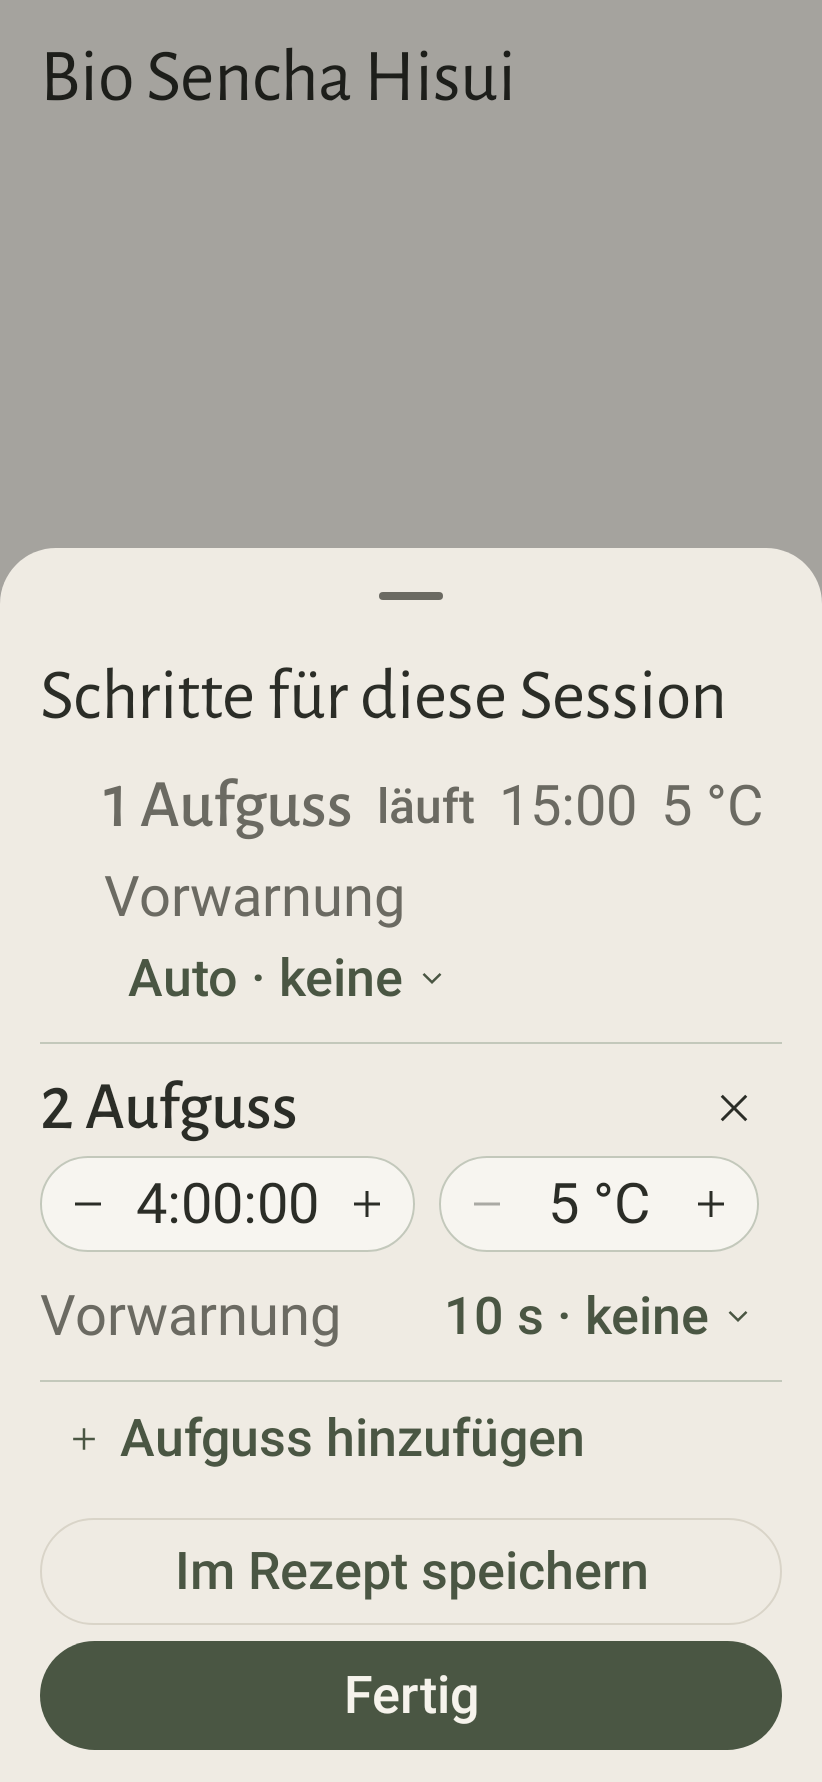 Bio Sencha Hisui
Schritte für diese Session
1 Aufguss läuft 15:00 5 °C
Vorwarnung
Auto · keine
2 Aufguss
− 4:00:00 + − 5 °C +
Vorwarnung 10 s · keine
+ Aufguss hinzufügen
Im Rezept speichern
Fertig